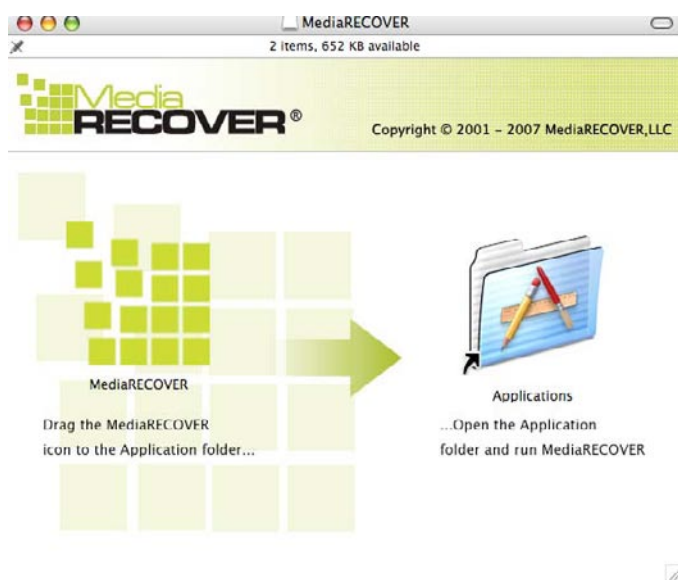 MediaRECOVER
2 items, 652 KB available
Media
RECOVER®
Copyright © 2001 – 2007 MediaRECOVER,LLC
MediaRECOVER
Applications
Drag the MediaRECOVER
icon to the Application folder...
...Open the Application
folder and run MediaRECOVER